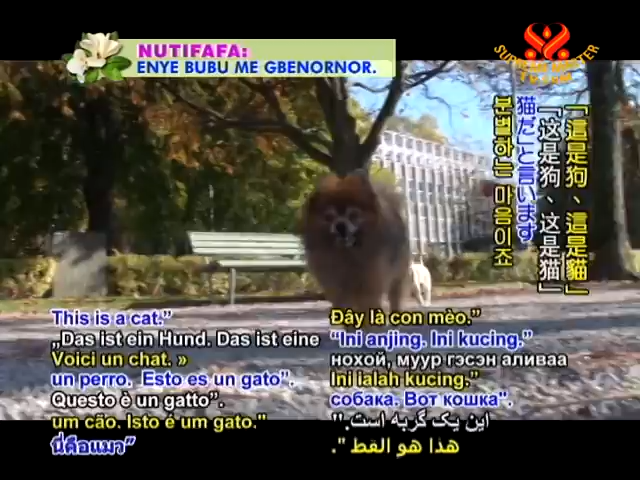 NUTIFAFA:
ENYE BUBU ME GBENORNOR.
SUPREME MASTER
TELEVISION
「這是狗、這是貓」
「这是狗、这是猫」
猫だ」と言います
분별하는 마음이죠
This is a cat."
„Das ist ein Hund. Das ist eine
Voici un chat. »
un perro. Esto es un gato".
Questo è un gatto".
um cão. Isto é um gato."
นี่คือแมว"
Đây là con mèo."
"Ini anjing. Ini kucing."
нохой, муур гэсэн аливаа
Ini ialah kucing."
собака. Вот кошка".
این یک گربه است."
هذا هو القط ".